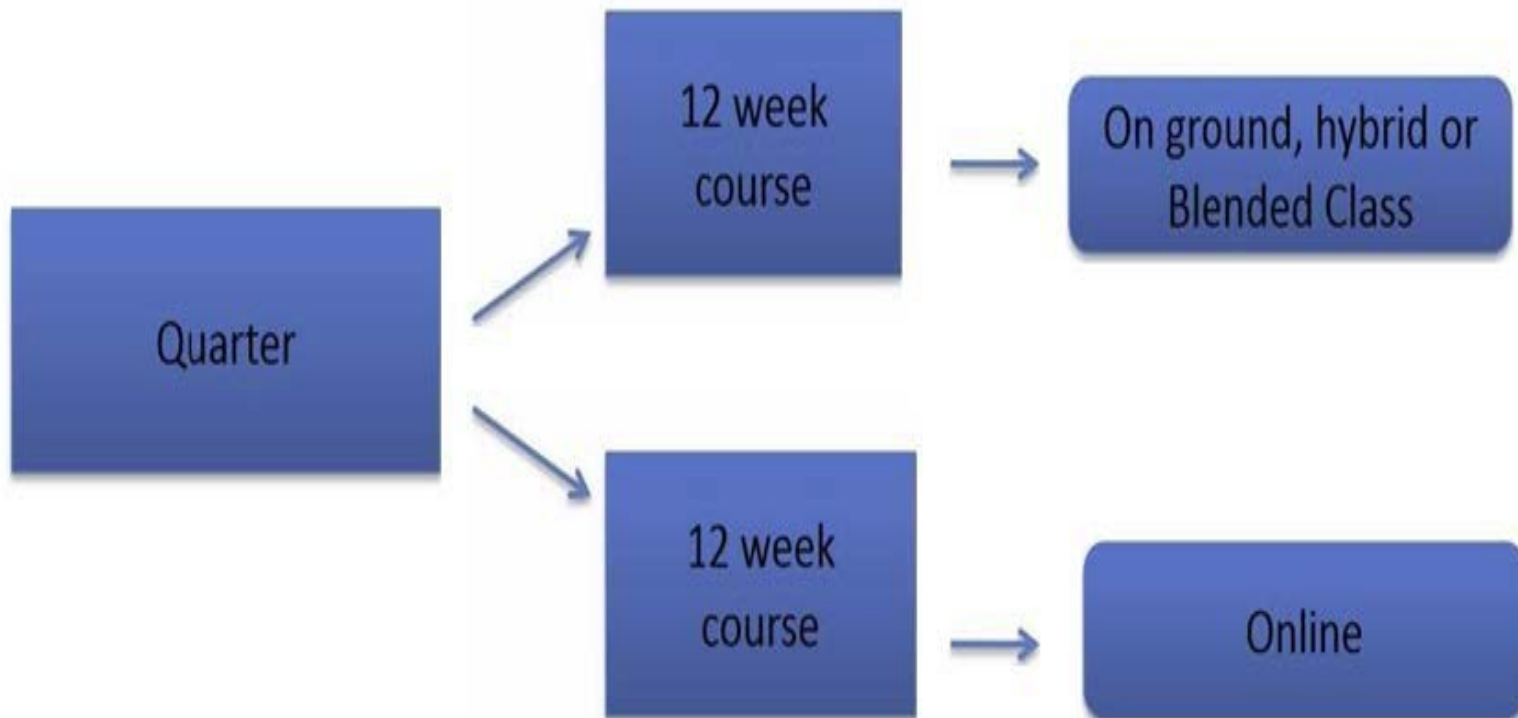 Quarter
12 week
course
On ground, hybrid or
Blended Class
12 week
course
Online